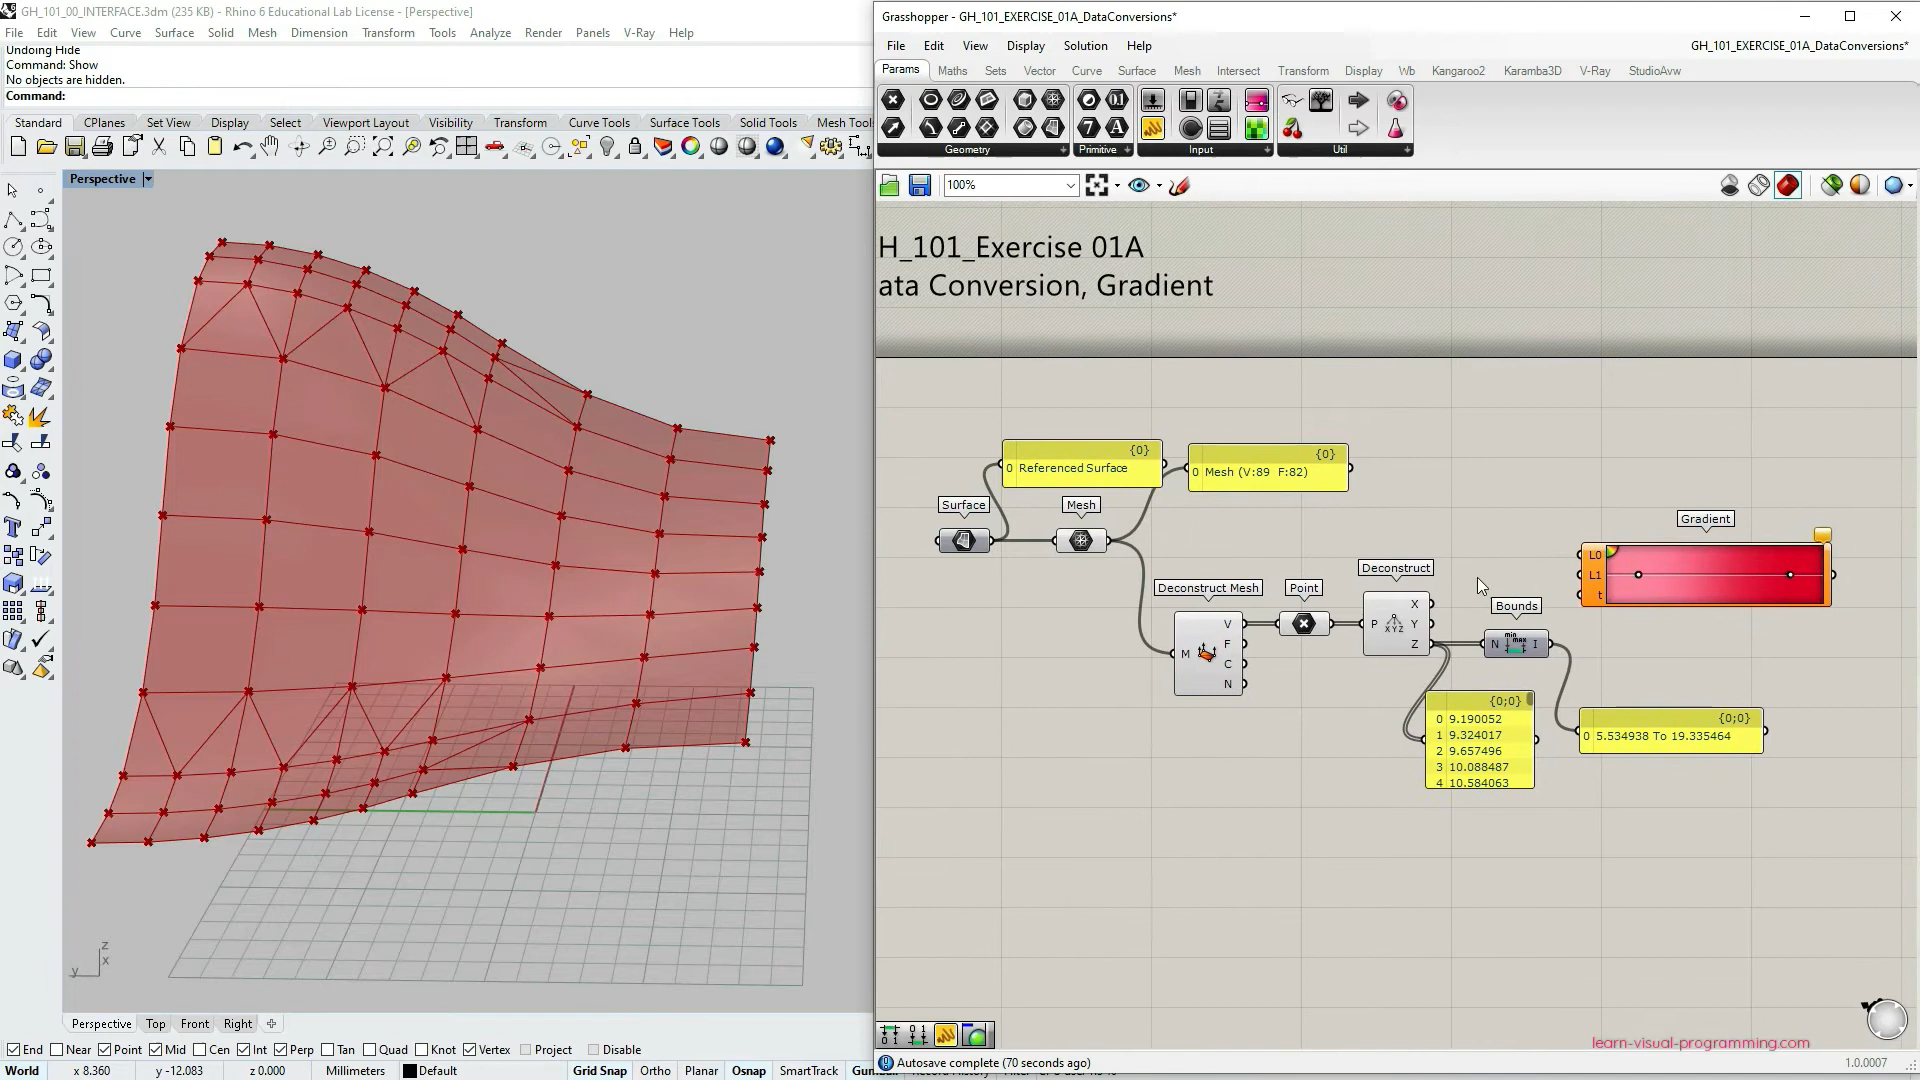 GH_101_00_INTERFACE.3dm (235 KB) - Rhino 6 Educational Lab License - [Perspective]
File Edit View Curve Surface Solid Mesh Dimension Transform Tools Analyze Render Panels V-Ray Help
Undoing Hide
Command: Show
No objects are hidden.
Command:
Standard CPlanes Set View Display Select Viewport Layout Visibility Transform Curve Tools Surface Tools Solid Tools Mesh Tool
Perspective
z
x
y
Perspective Top Front Right
End Near Point Mid Cen Int Perp Tan Quad Knot Vertex Project Disable
World x 8.360 y -12.083 z 0.000 Millimeters Default Grid Snap Ortho Planar Osnap SmartTrack
Grasshopper - GH_101_EXERCISE_01A_DataConversions*
File Edit View Display Solution Help GH_101_EXERCISE_01A_DataConversions*
Params Maths Sets Vector Curve Surface Mesh Intersect Transform Display Wb Kangaroo2 Karamba3D V-Ray StudioAvw
Geometry Primitive Input Util
100%
H_101_Exercise 01A
ata Conversion, Gradient
{0}
0 Referenced Surface
{0}
0 Mesh (V:89 F:82)
Surface
Mesh
Gradient
L0
L1
t
Deconstruct Mesh
Point
Deconstruct
Bounds
M
V
F
C
N
P
XYZ
X
Y
Z
N
min
max
I
{0;0}
0 9.190052
1 9.324017
2 9.657496
3 10.088487
4 10.584063
{0;0}
0 5.534938 To 19.335464
learn-visual-programming.com
Autosave complete (70 seconds ago)
1.0.0007